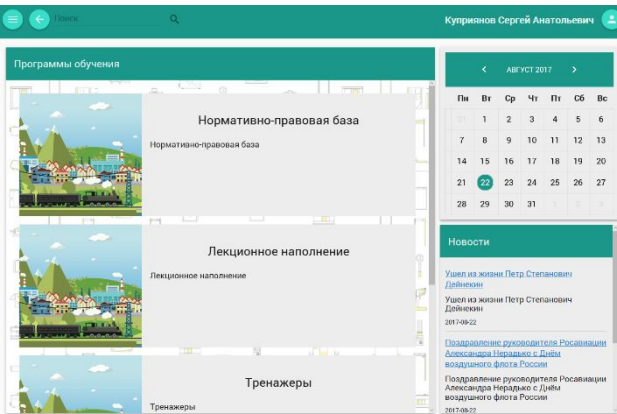 Поиск
Куприянов Сергей Анатольевич
Программы обучения
Нормативно-правовая база
Нормативно-правовая база
Лекционное наполнение
Лекционное наполнение
Тренажеры
Тренажеры
< АВГУСТ 2017 >
Пн Вт Ср Чт Пт Сб Вс
31 1 2 3 4 5 6
7 8 9 10 11 12 13
14 15 16 17 18 19 20
21 22 23 24 25 26 27
28 29 30 31 1 2 3
Новости
Ушел из жизни Петр Степанович
Дейнекин
Ушел из жизни Петр Степанович
Дейнекин
2017-08-22
Поздравление руководителя Росавиации
Александра Нерадько с Днём
воздушного флота России
Поздравление руководителя Росавиации
Александра Нерадько с Днём
воздушного флота России
2017-08-22